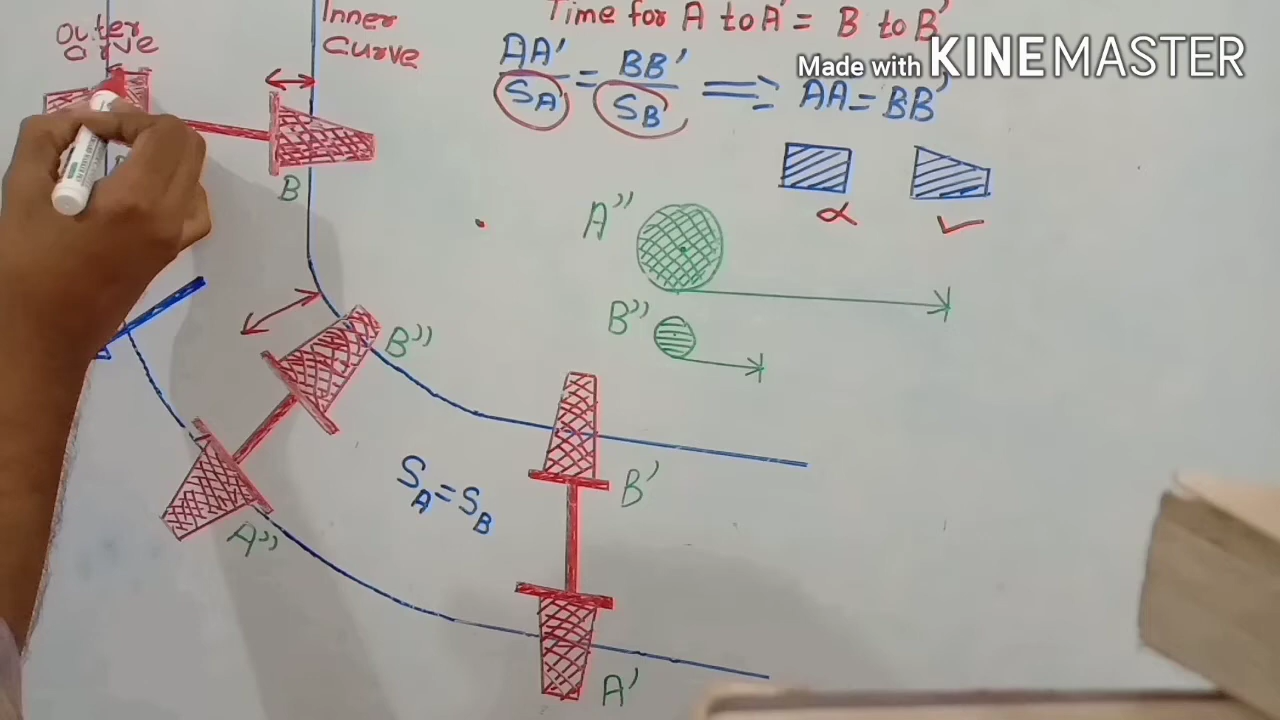 Outer
Curve
Inner
Curve
Time for A to A' = B to B'
AA' / SA = BB' / SB ⟹ AA = BB'
Made with KINEMASTER
α ✓
B
A''
B''
B''
SA = SB
B'
A''
A'